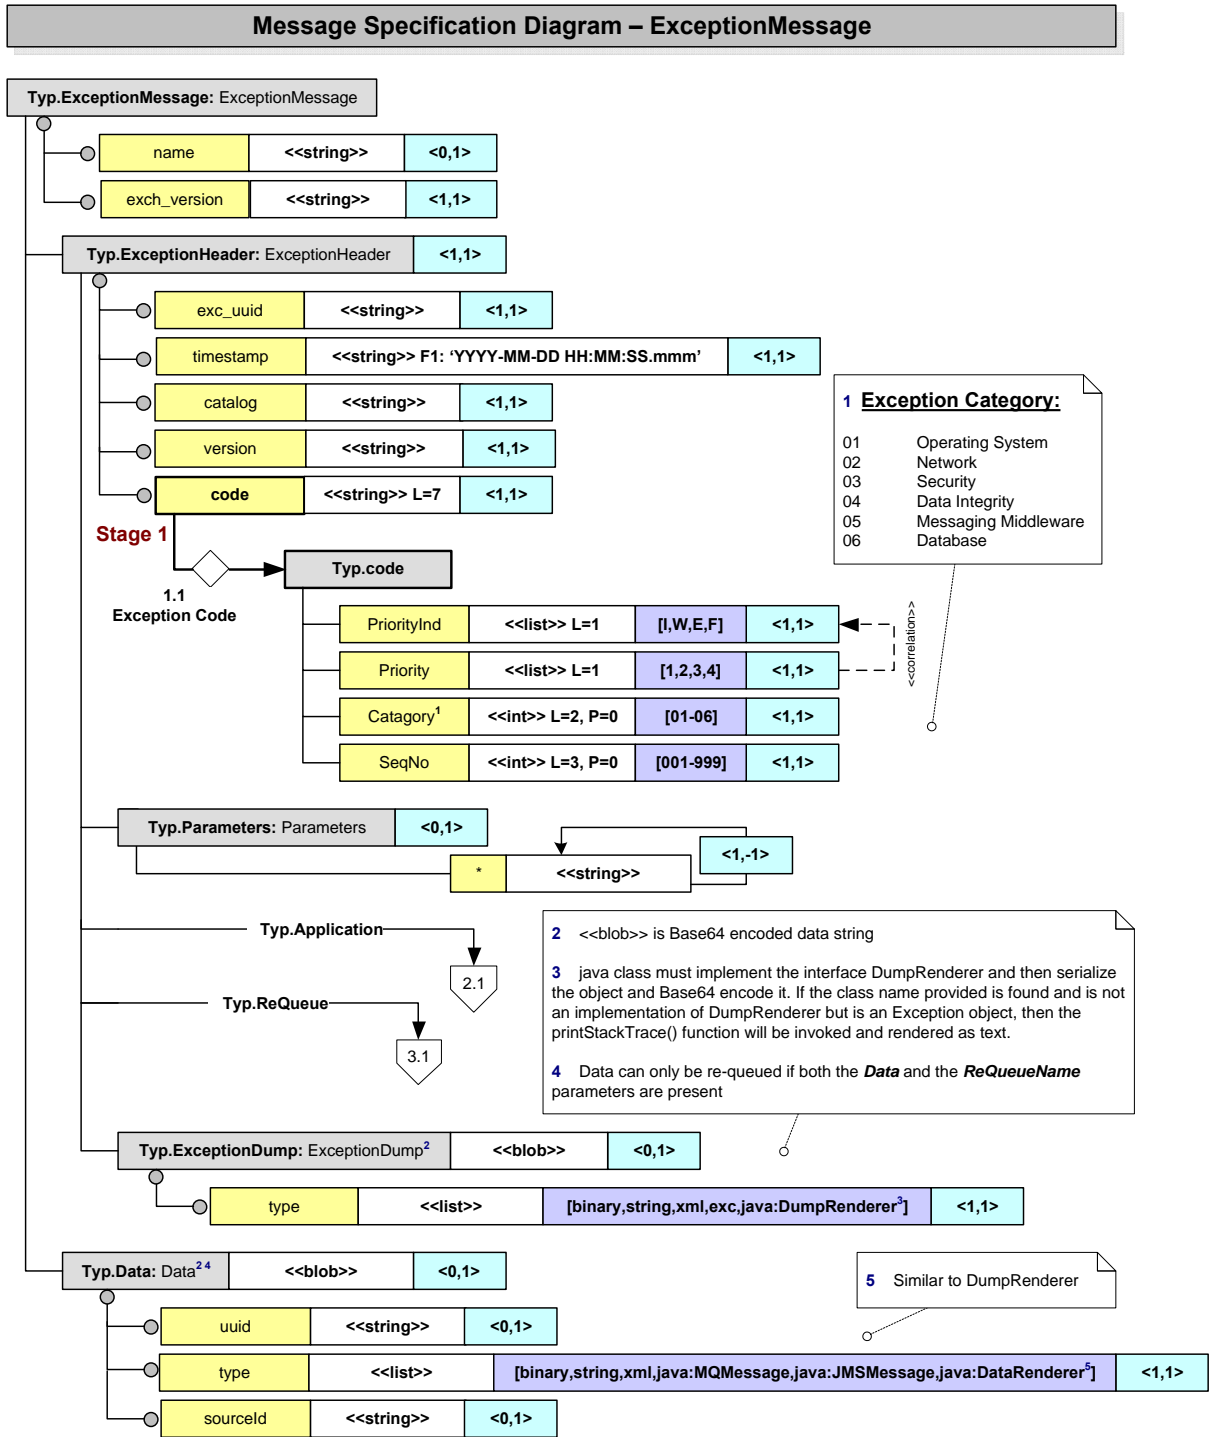 Message Specification Diagram – ExceptionMessage
Typ.ExceptionMessage: ExceptionMessage
name <<string>> <0,1>
exch_version <<string>> <1,1>
Typ.ExceptionHeader: ExceptionHeader <1,1>
exc_uuid <<string>> <1,1>
timestamp <<string>> F1: ‘YYYY-MM-DD HH:MM:SS.mmm’ <1,1>
catalog <<string>> <1,1>
version <<string>> <1,1>
code <<string>> L=7 <1,1>
1 Exception Category:
01 Operating System
02 Network
03 Security
04 Data Integrity
05 Messaging Middleware
06 Database
Stage 1
1.1
Exception Code
Typ.code
PriorityInd <<list>> L=1 [I,W,E,F] <1,1>
Priority <<list>> L=1 [1,2,3,4] <1,1>
<<correlation>>
Catagory1 <<int>> L=2, P=0 [01-06] <1,1>
SeqNo <<int>> L=3, P=0 [001-999] <1,1>
Typ.Parameters: Parameters <0,1>
* <<string>> <1,-1>
Typ.Application
2.1
Typ.ReQueue
3.1
2 <<blob>> is Base64 encoded data string
3 java class must implement the interface DumpRenderer and then serialize
the object and Base64 encode it. If the class name provided is found and is not
an implementation of DumpRenderer but is an Exception object, then the
printStackTrace() function will be invoked and rendered as text.
4 Data can only be re-queued if both the Data and the ReQueueName
parameters are present
Typ.ExceptionDump: ExceptionDump2 <<blob>> <0,1>
type <<list>> [binary,string,xml,exc,java:DumpRenderer3] <1,1>
Typ.Data: Data2 4 <<blob>> <0,1>
5 Similar to DumpRenderer
uuid <<string>> <0,1>
type <<list>> [binary,string,xml,java:MQMessage,java:JMSMessage,java:DataRenderer5] <1,1>
sourceId <<string>> <0,1>